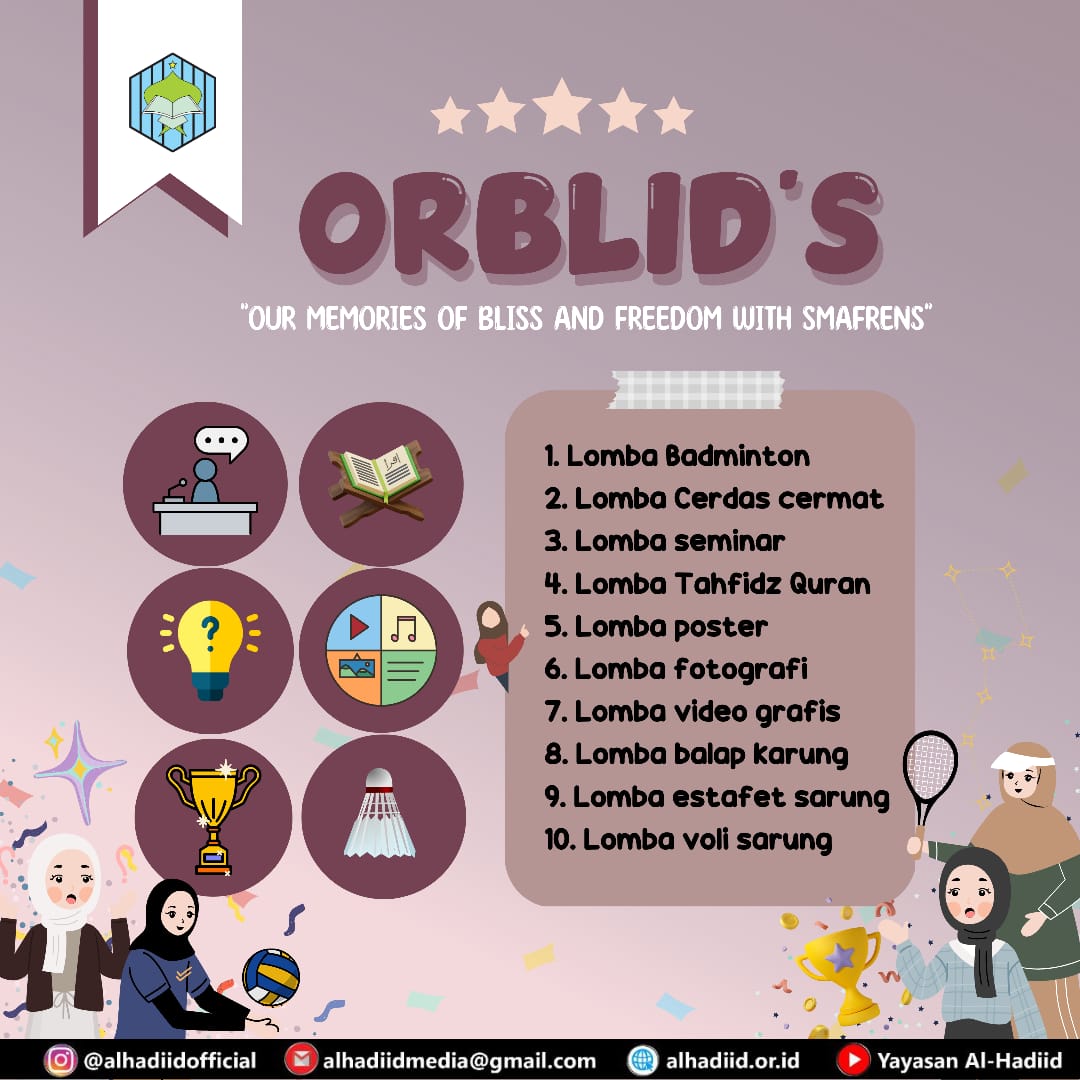 ORBLID'S
"OUR MEMORIES OF BLISS AND FREEDOM WITH SMAFRENS"
1. Lomba Badminton
2. Lomba Cerdas cermat
3. Lomba seminar
4. Lomba Tahfidz Quran
5. Lomba poster
6. Lomba fotografi
7. Lomba video grafis
8. Lomba balap karung
9. Lomba estafet sarung
10. Lomba voli sarung
اقرأ
?
@alhadiidofficial alhadiidmedia@gmail.com alhadiid.or.id Yayasan Al-Hadiid